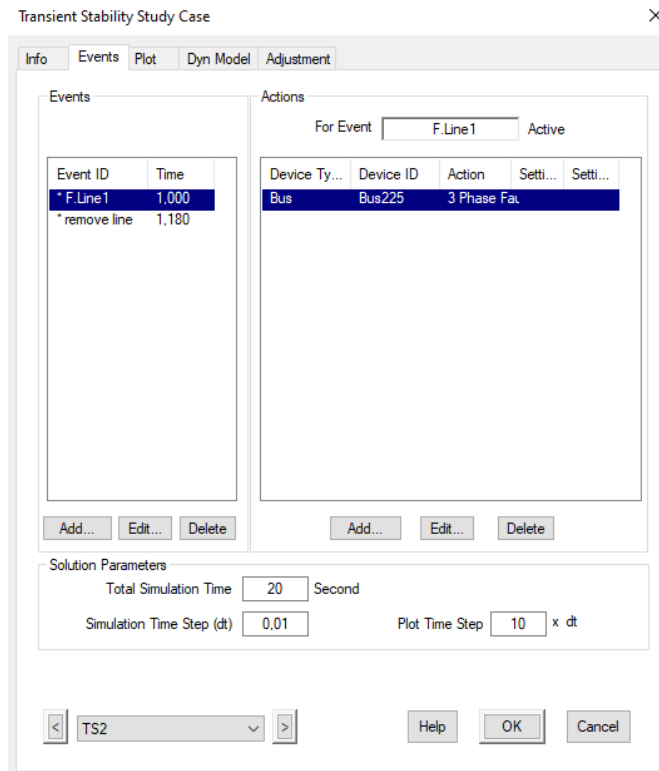 Transient Stability Study Case
Info Events Plot Dyn Model Adjustment
Events
Actions
For Event F.Line1 Active
Event ID Time
* F.Line1 1,000
* remove line 1,180
Device Ty... Device ID Action Setti... Setti...
Bus Bus225 3 Phase Fau
Add... Edit... Delete
Add... Edit... Delete
Solution Parameters
Total Simulation Time 20 Second
Simulation Time Step (dt) 0,01 Plot Time Step 10 x dt
< TS2 > Help OK Cancel